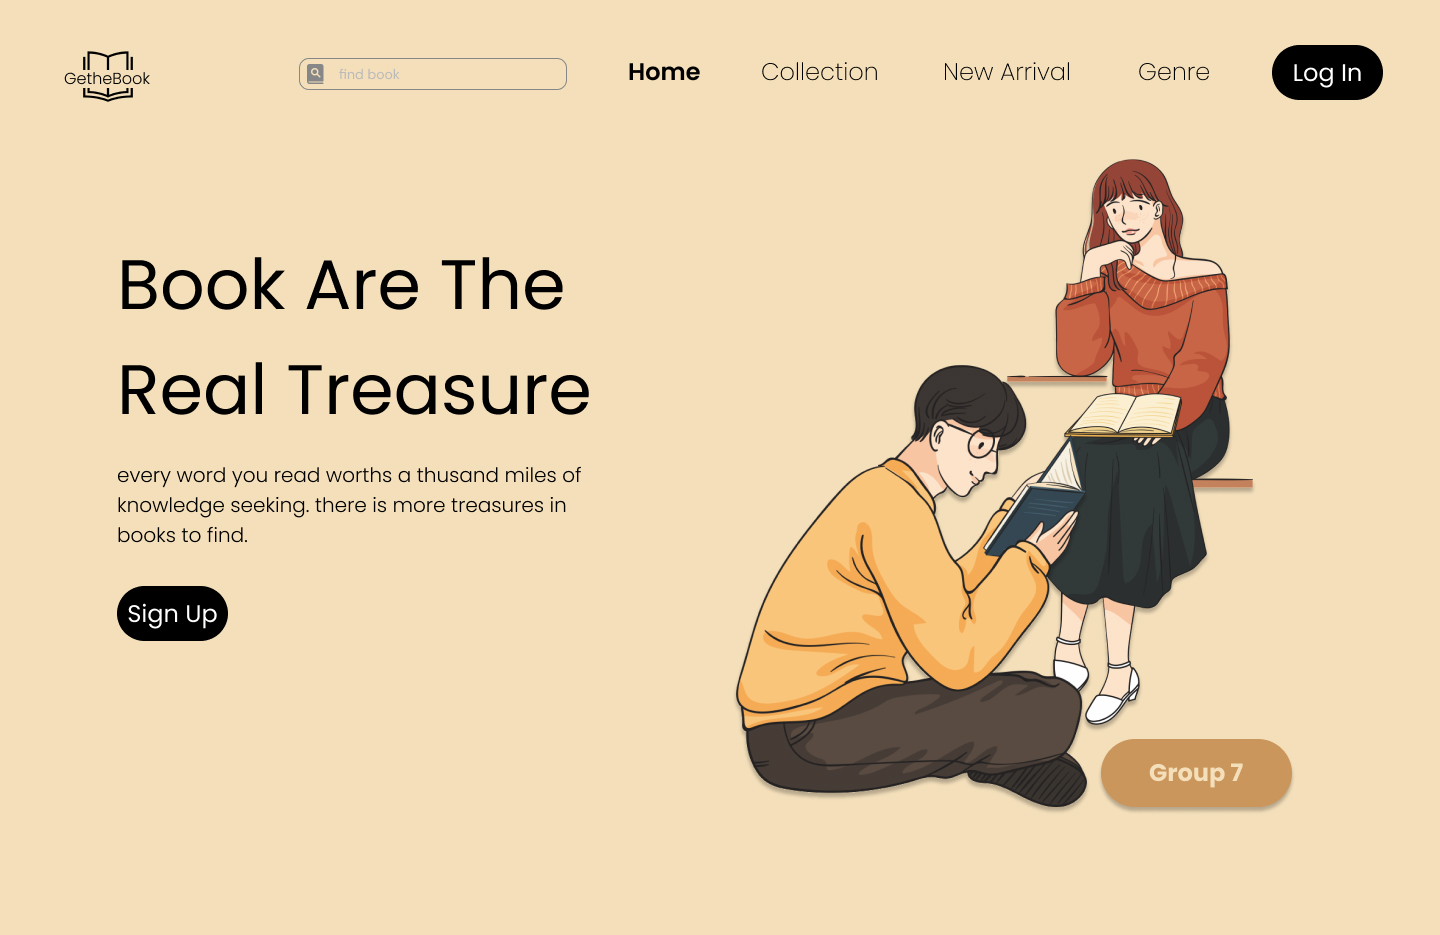 GetheBook
find book
Home
Collection
New Arrival
Genre
Log In
Book Are The
Real Treasure
every word you read worths a thusand miles of
knowledge seeking. there is more treasures in
books to find.
Sign Up
Group 7